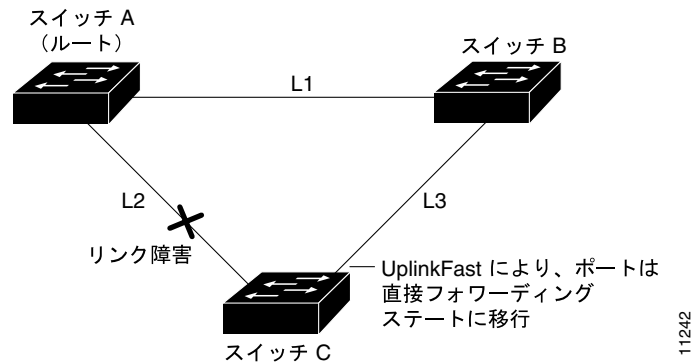 スイッチ A
（ルート）
スイッチ B
L1
L2
L3
リンク障害
UplinkFast により、ポートは
直接フォワーディング
ステートに移行
スイッチ C
11242